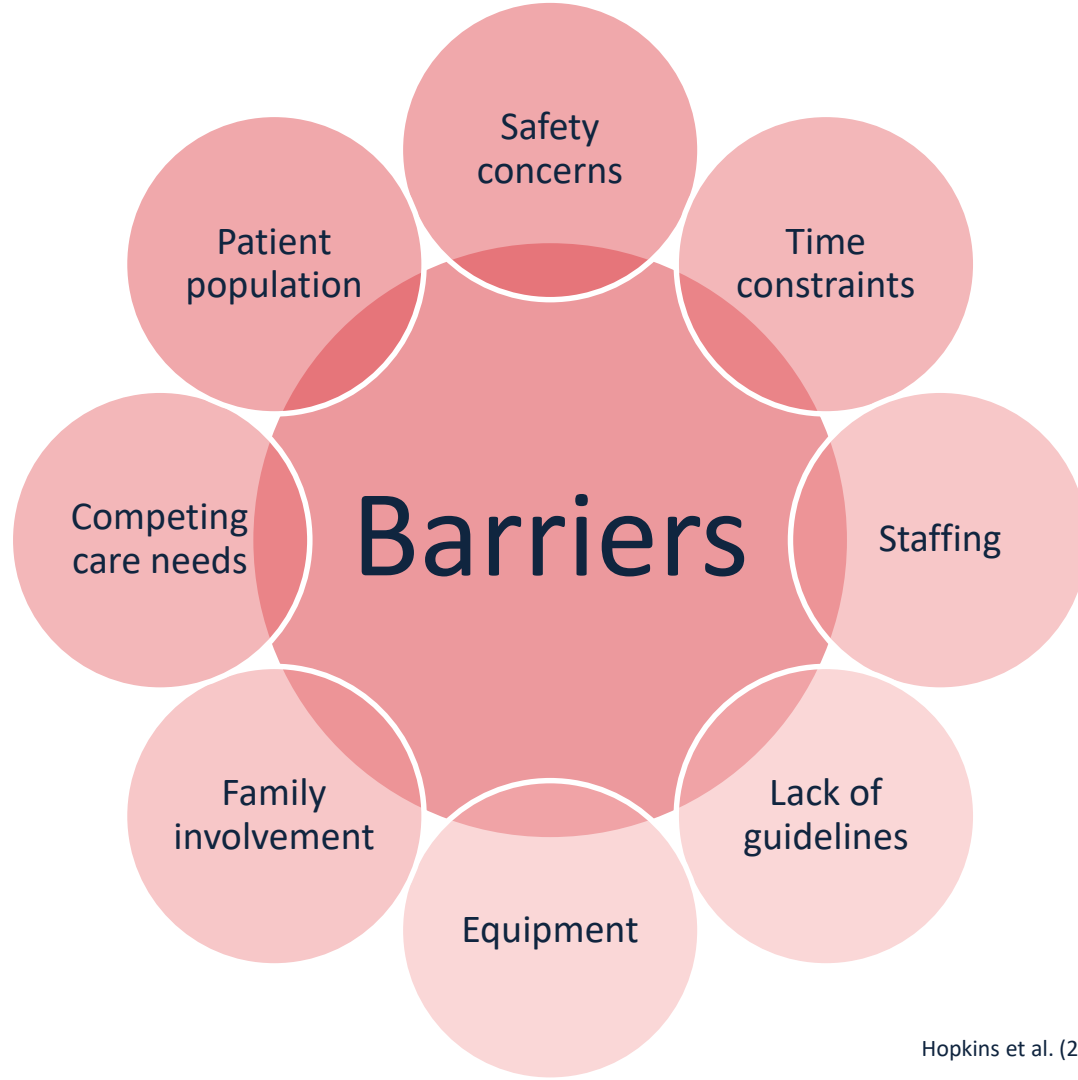 Safety
concerns
Time
constraints
Staffing
Lack of
guidelines
Equipment
Family
involvement
Competing
care needs
Patient
population
Barriers
Hopkins et al. (2